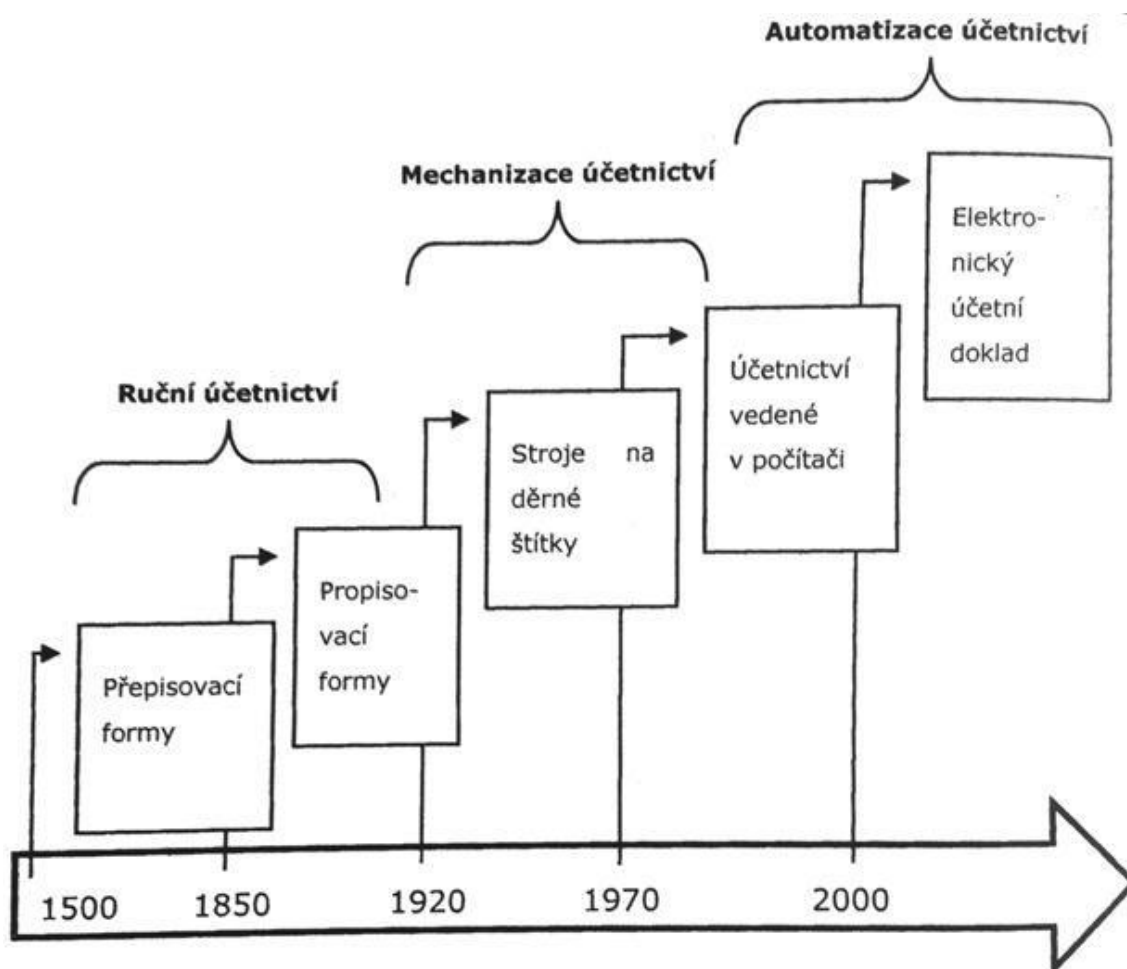 Automatizace účetnictví
Mechanizace účetnictví
Elektro-
nický
účetní
doklad
Ruční účetnictví
Účetnictví
vedené
v počítači
Stroje na
děrné
štítky
Propiso-
vací
formy
Přepisovací
formy
1500 1850 1920 1970 2000